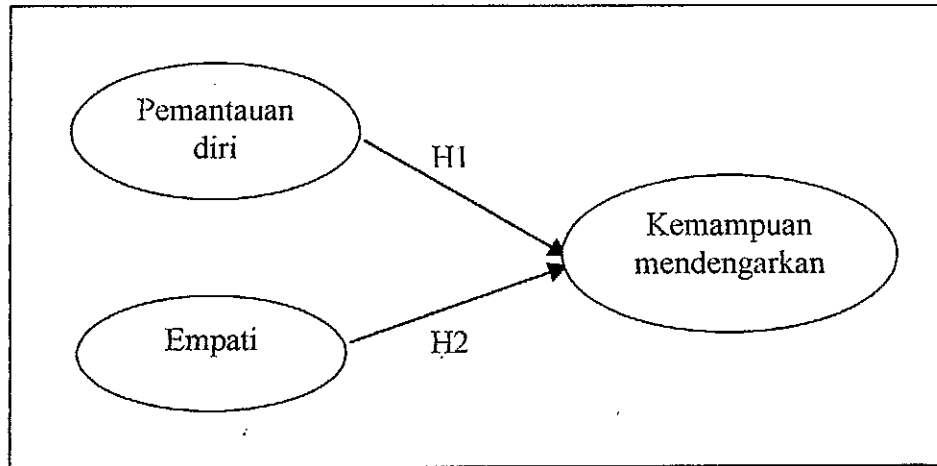 Pemantauan
diri
H1
Kemampuan
mendengarkan
Empati
H2